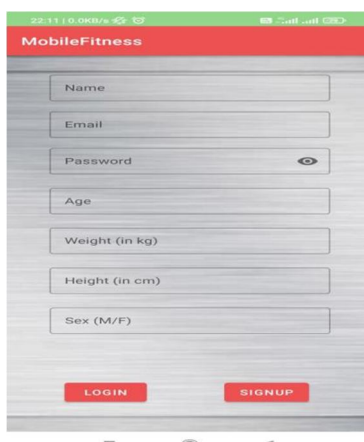 22:11 | 0.0KB/s
MobileFitness
Name
Email
Password
Age
Weight (in kg)
Height (in cm)
Sex (M/F)
LOGIN SIGNUP